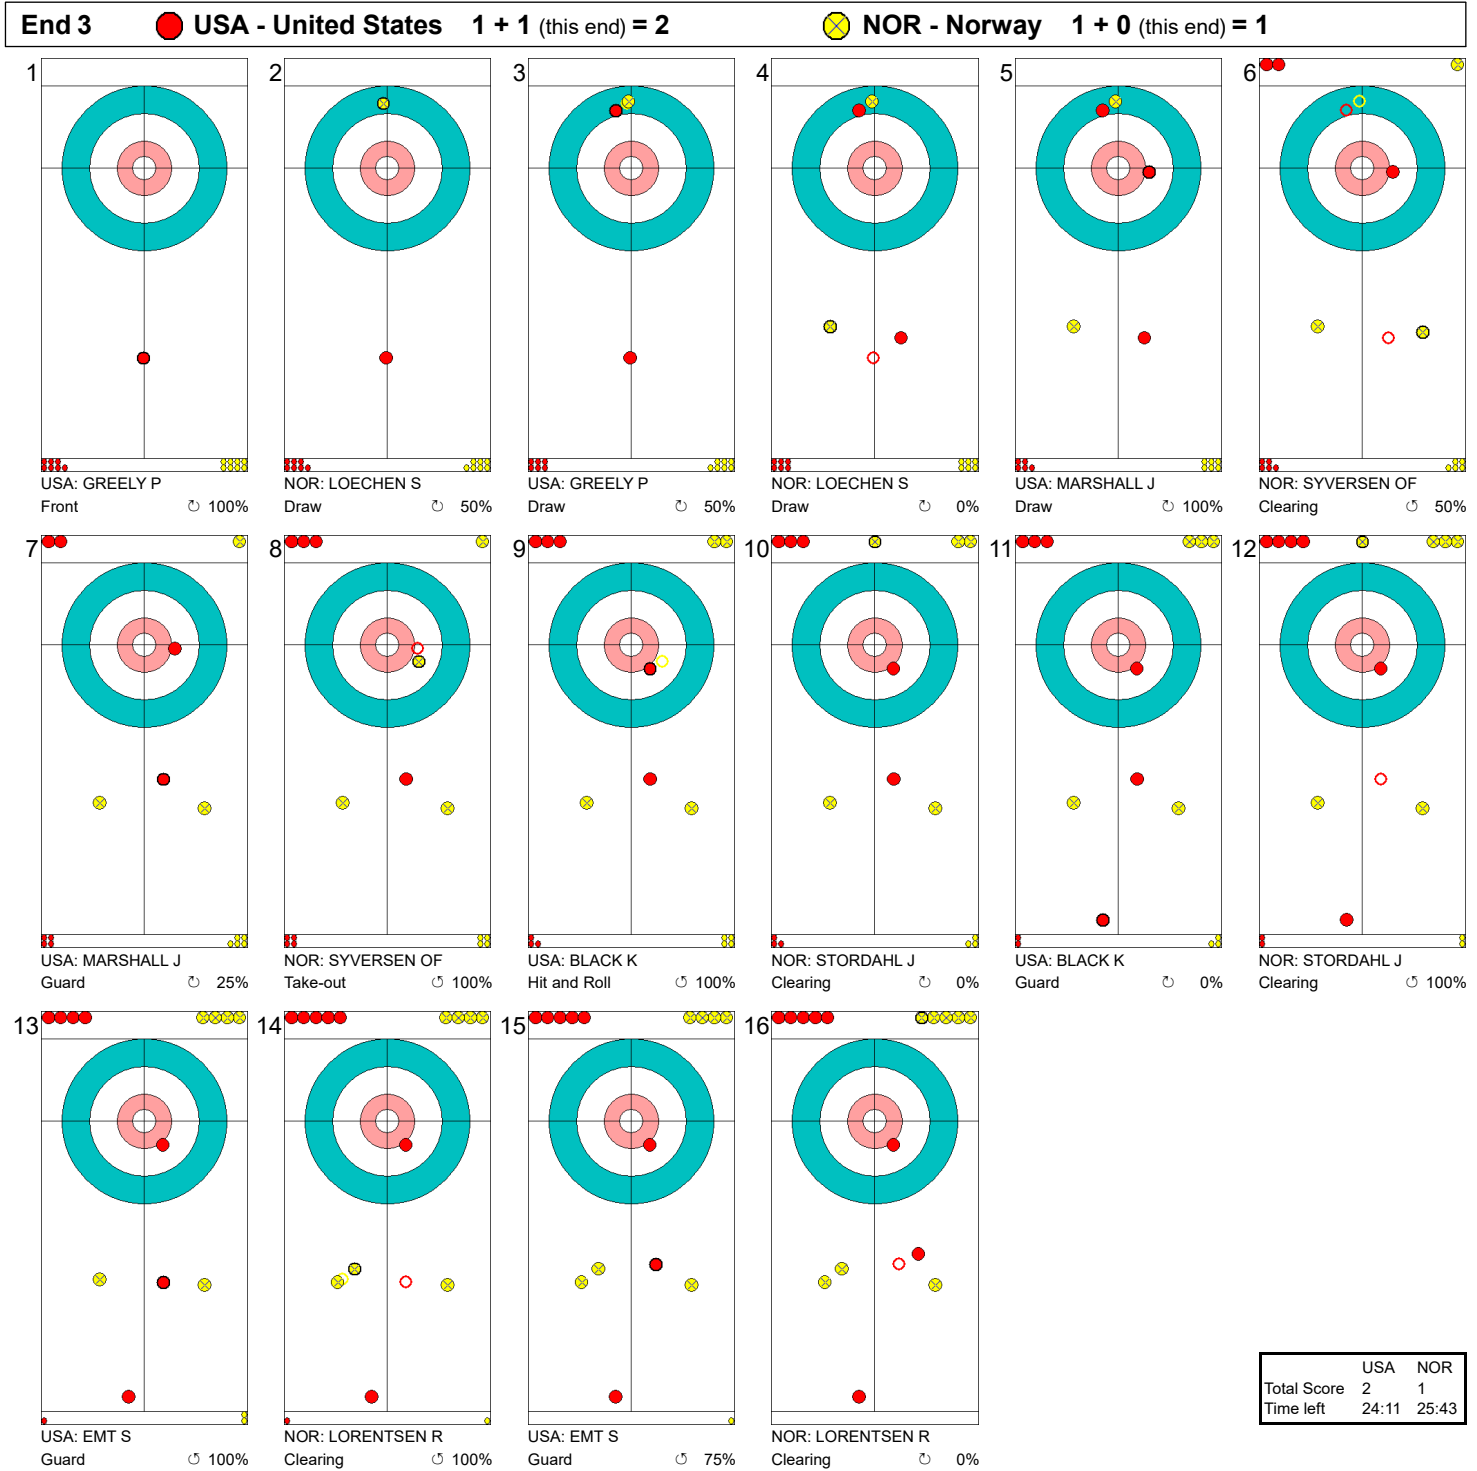 End 3 USA - United States 1 + 1 (this end) = 2 NOR - Norway 1 + 0 (this end) = 1
1 2 3 4 5 6
USA: GREELY P NOR: LOECHEN S USA: GREELY P NOR: LOECHEN S USA: MARSHALL J NOR: SYVERSEN OF
Front ↻ 100% Draw ↺ 50% Draw ↻ 50% Draw ↻ 0% Draw ↻ 100% Clearing ↺ 50%
7 8 9 10 11 12
USA: MARSHALL J NOR: SYVERSEN OF USA: BLACK K NOR: STORDAHL J USA: BLACK K NOR: STORDAHL J
Guard ↻ 25% Take-out ↺ 100% Hit and Roll ↺ 100% Clearing ↻ 0% Guard ↻ 0% Clearing ↺ 100%
13 14 15 16
USA: EMT S NOR: LORENTSEN R USA: EMT S NOR: LORENTSEN R
Guard ↺ 100% Clearing ↺ 100% Guard ↺ 75% Clearing ↻ 0%
USA NOR
Total Score 2 1
Time left 24:11 25:43